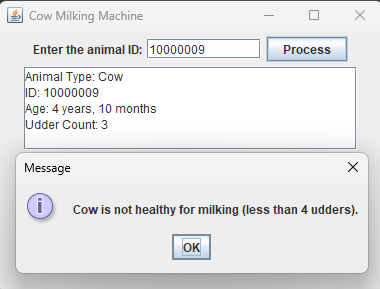 Cow Milking Machine
Enter the animal ID: 10000009 Process
Animal Type: Cow
ID: 10000009
Age: 4 years, 10 months
Udder Count: 3
Message
Cow is not healthy for milking (less than 4 udders).
OK